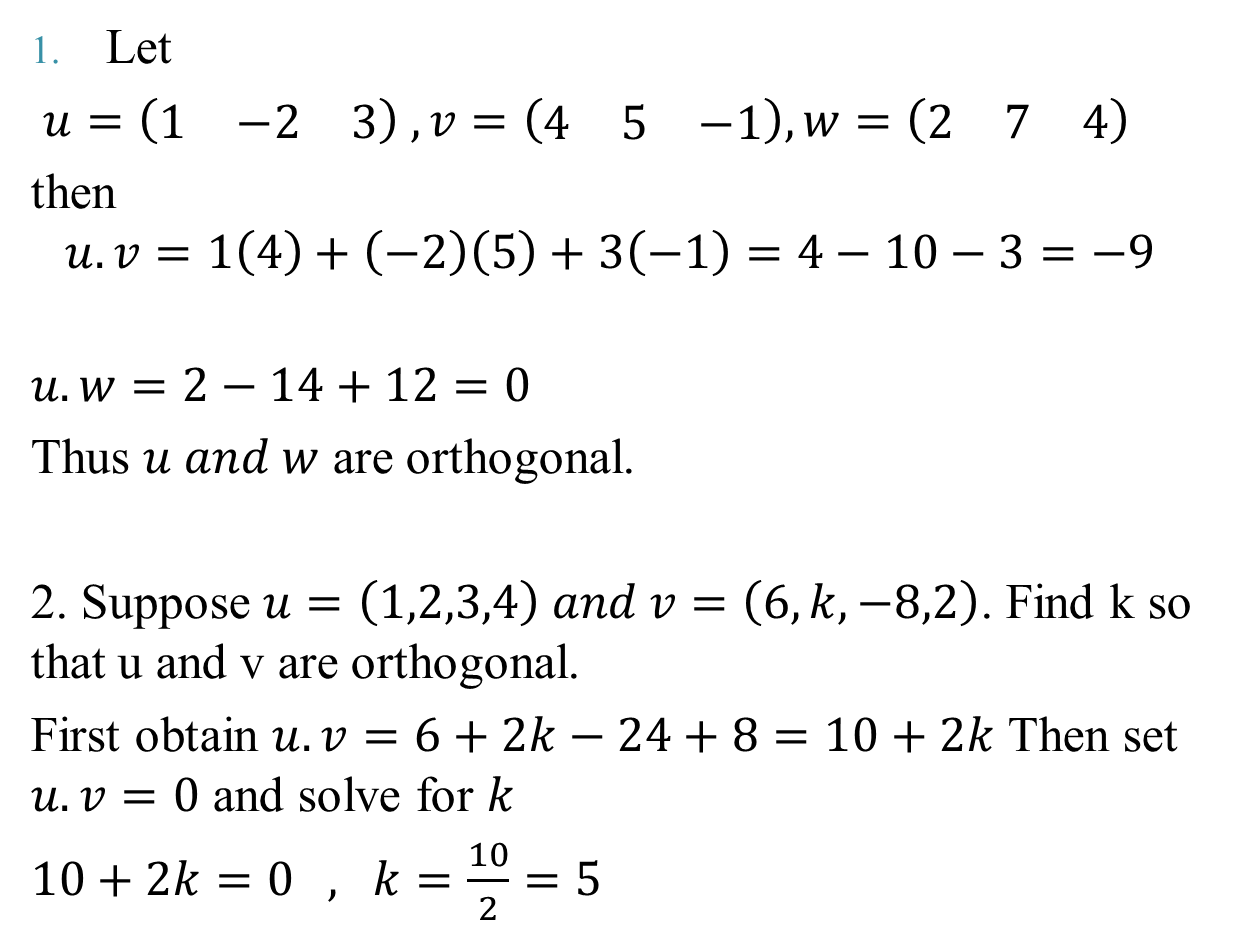 1. Let
u = (1 −2 3) , v = (4 5 −1), w = (2 7 4)
then
u. v = 1(4) + (−2)(5) + 3(−1) = 4 − 10 − 3 = −9
u. w = 2 − 14 + 12 = 0
Thus u and w are orthogonal.
2. Suppose u = (1,2,3,4) and v = (6, k, −8,2). Find k so
that u and v are orthogonal.
First obtain u. v = 6 + 2k − 24 + 8 = 10 + 2k Then set
u. v = 0 and solve for k
10 + 2k = 0 , k = 10/2 = 5